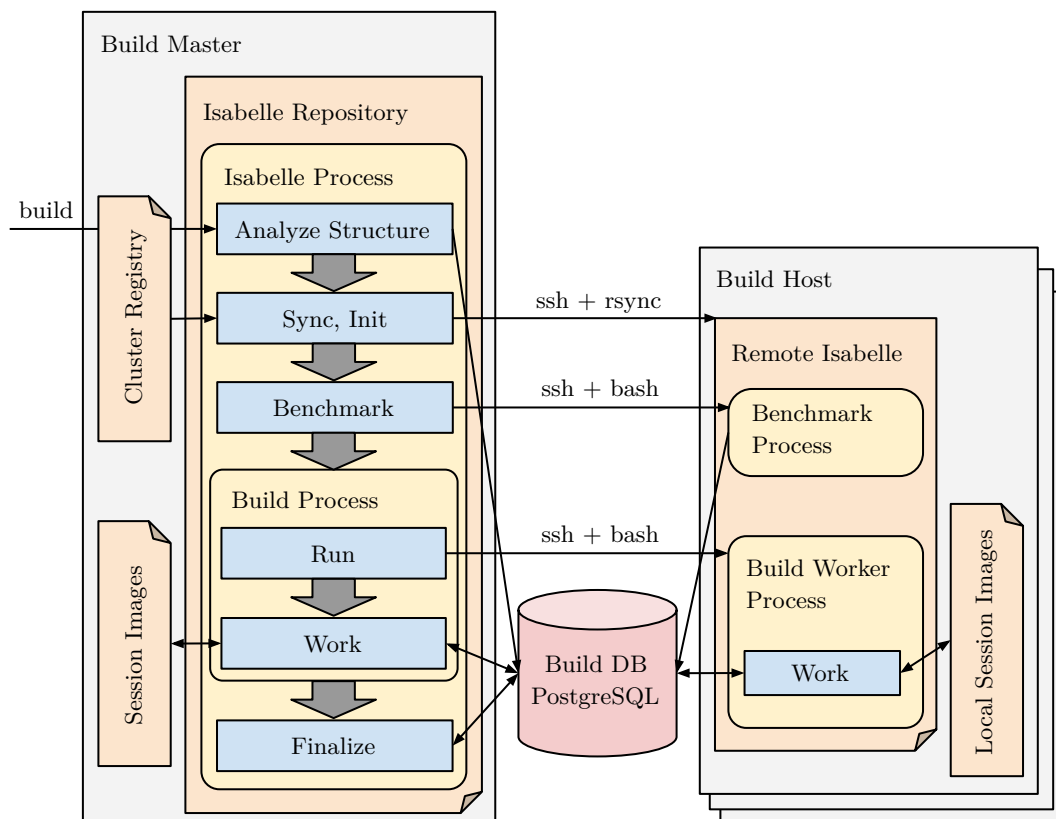 Build Master
Isabelle Repository
Isabelle Process
build
Analyze Structure
Cluster Registry
Sync, Init
Benchmark
Build Process
Run
Work
Session Images
Finalize
ssh + rsync
ssh + bash
ssh + bash
Build DB
PostgreSQL
Build Host
Remote Isabelle
Benchmark
Process
Build Worker
Process
Work
Local Session Images